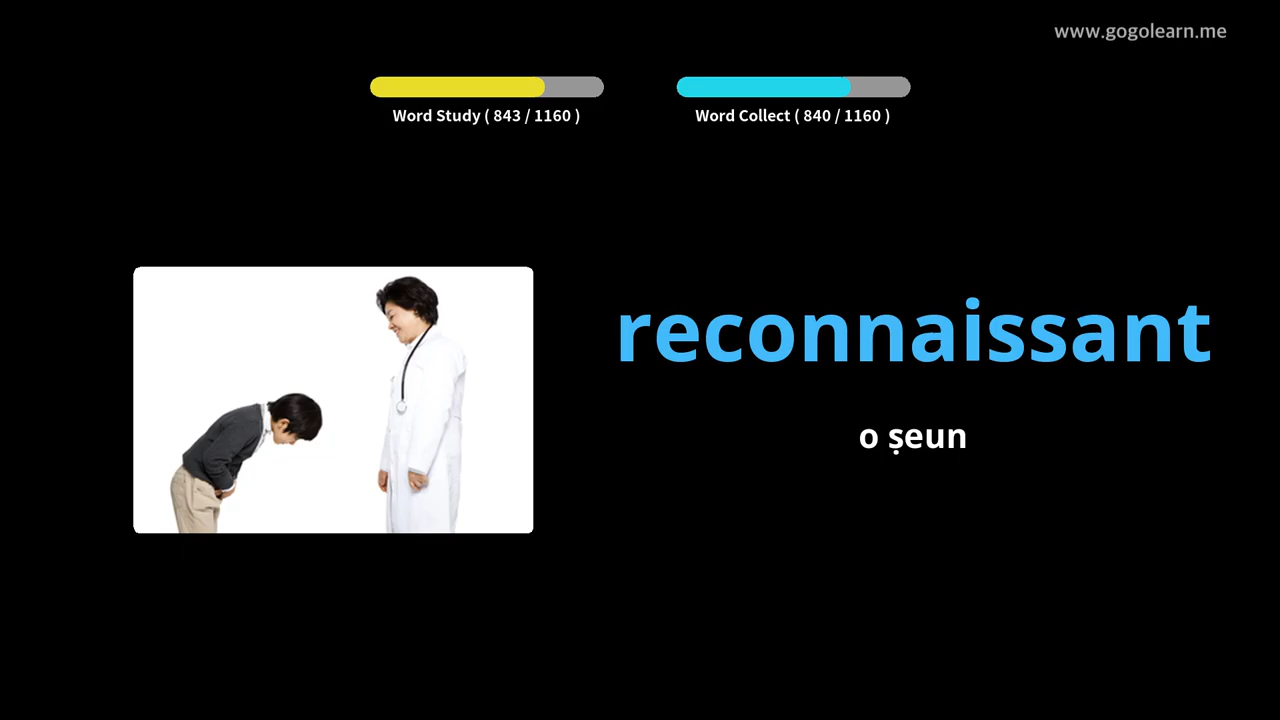 www.gogolearn.me
Word Study ( 843 / 1160 )
Word Collect ( 840 / 1160 )
reconnaissant
o ṣeun